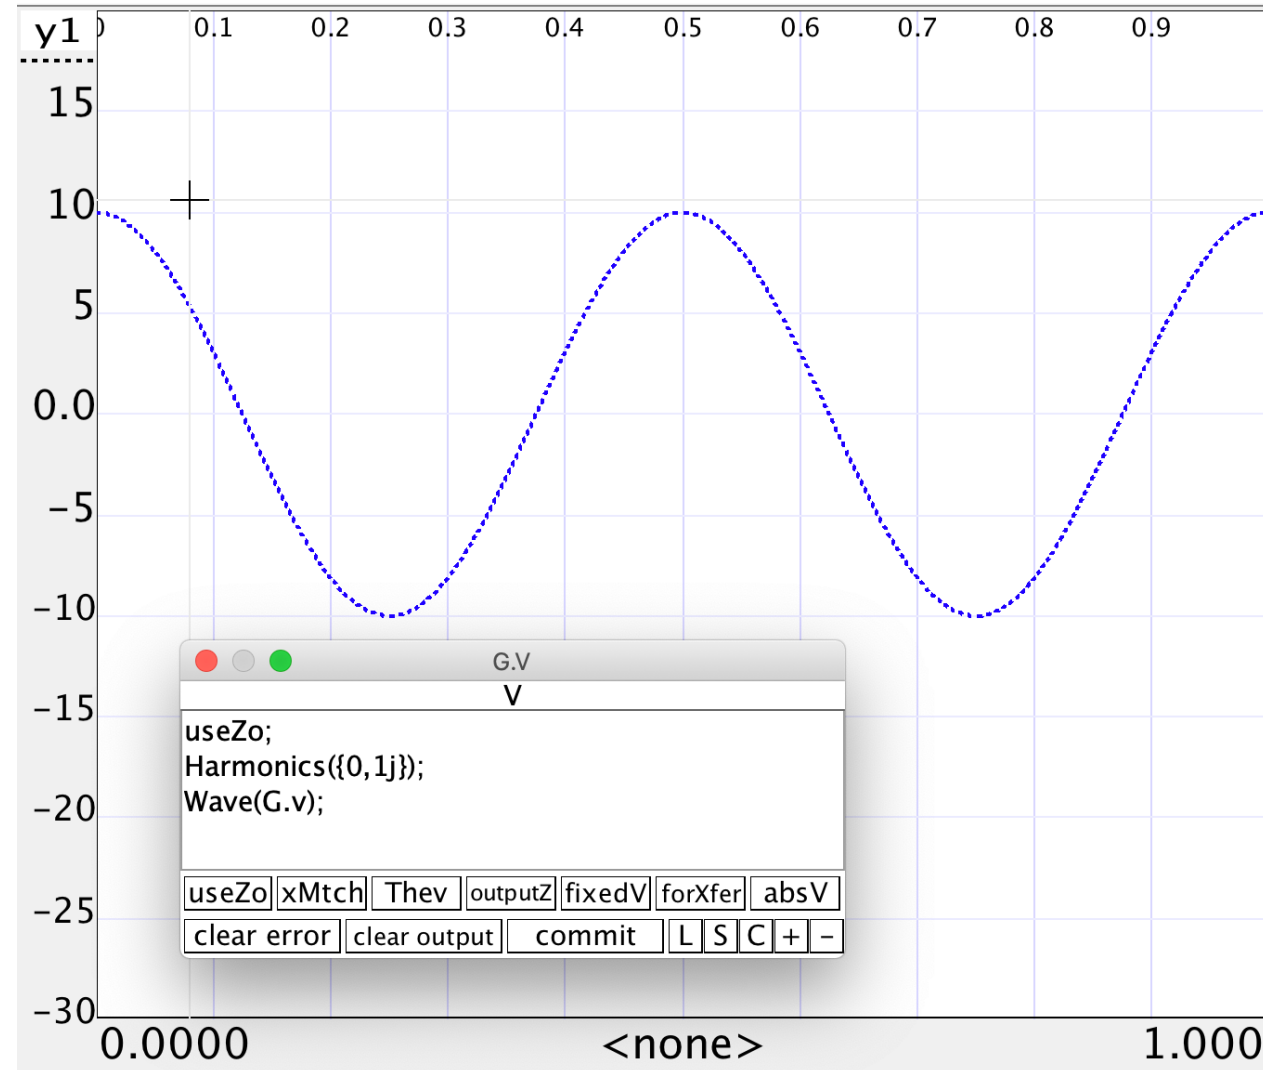 y1 0 0.1 0.2 0.3 0.4 0.5 0.6 0.7 0.8 0.9
15
10
5
0.0
-5
-10
-15
-20
-25
-30
0.0000 <none> 1.000
G.V
V
useZo;
Harmonics({0,1j});
Wave(G.v);
useZo xMtch Thev outputZ fixedV forXfer absV
clear error clear output commit L S C + -